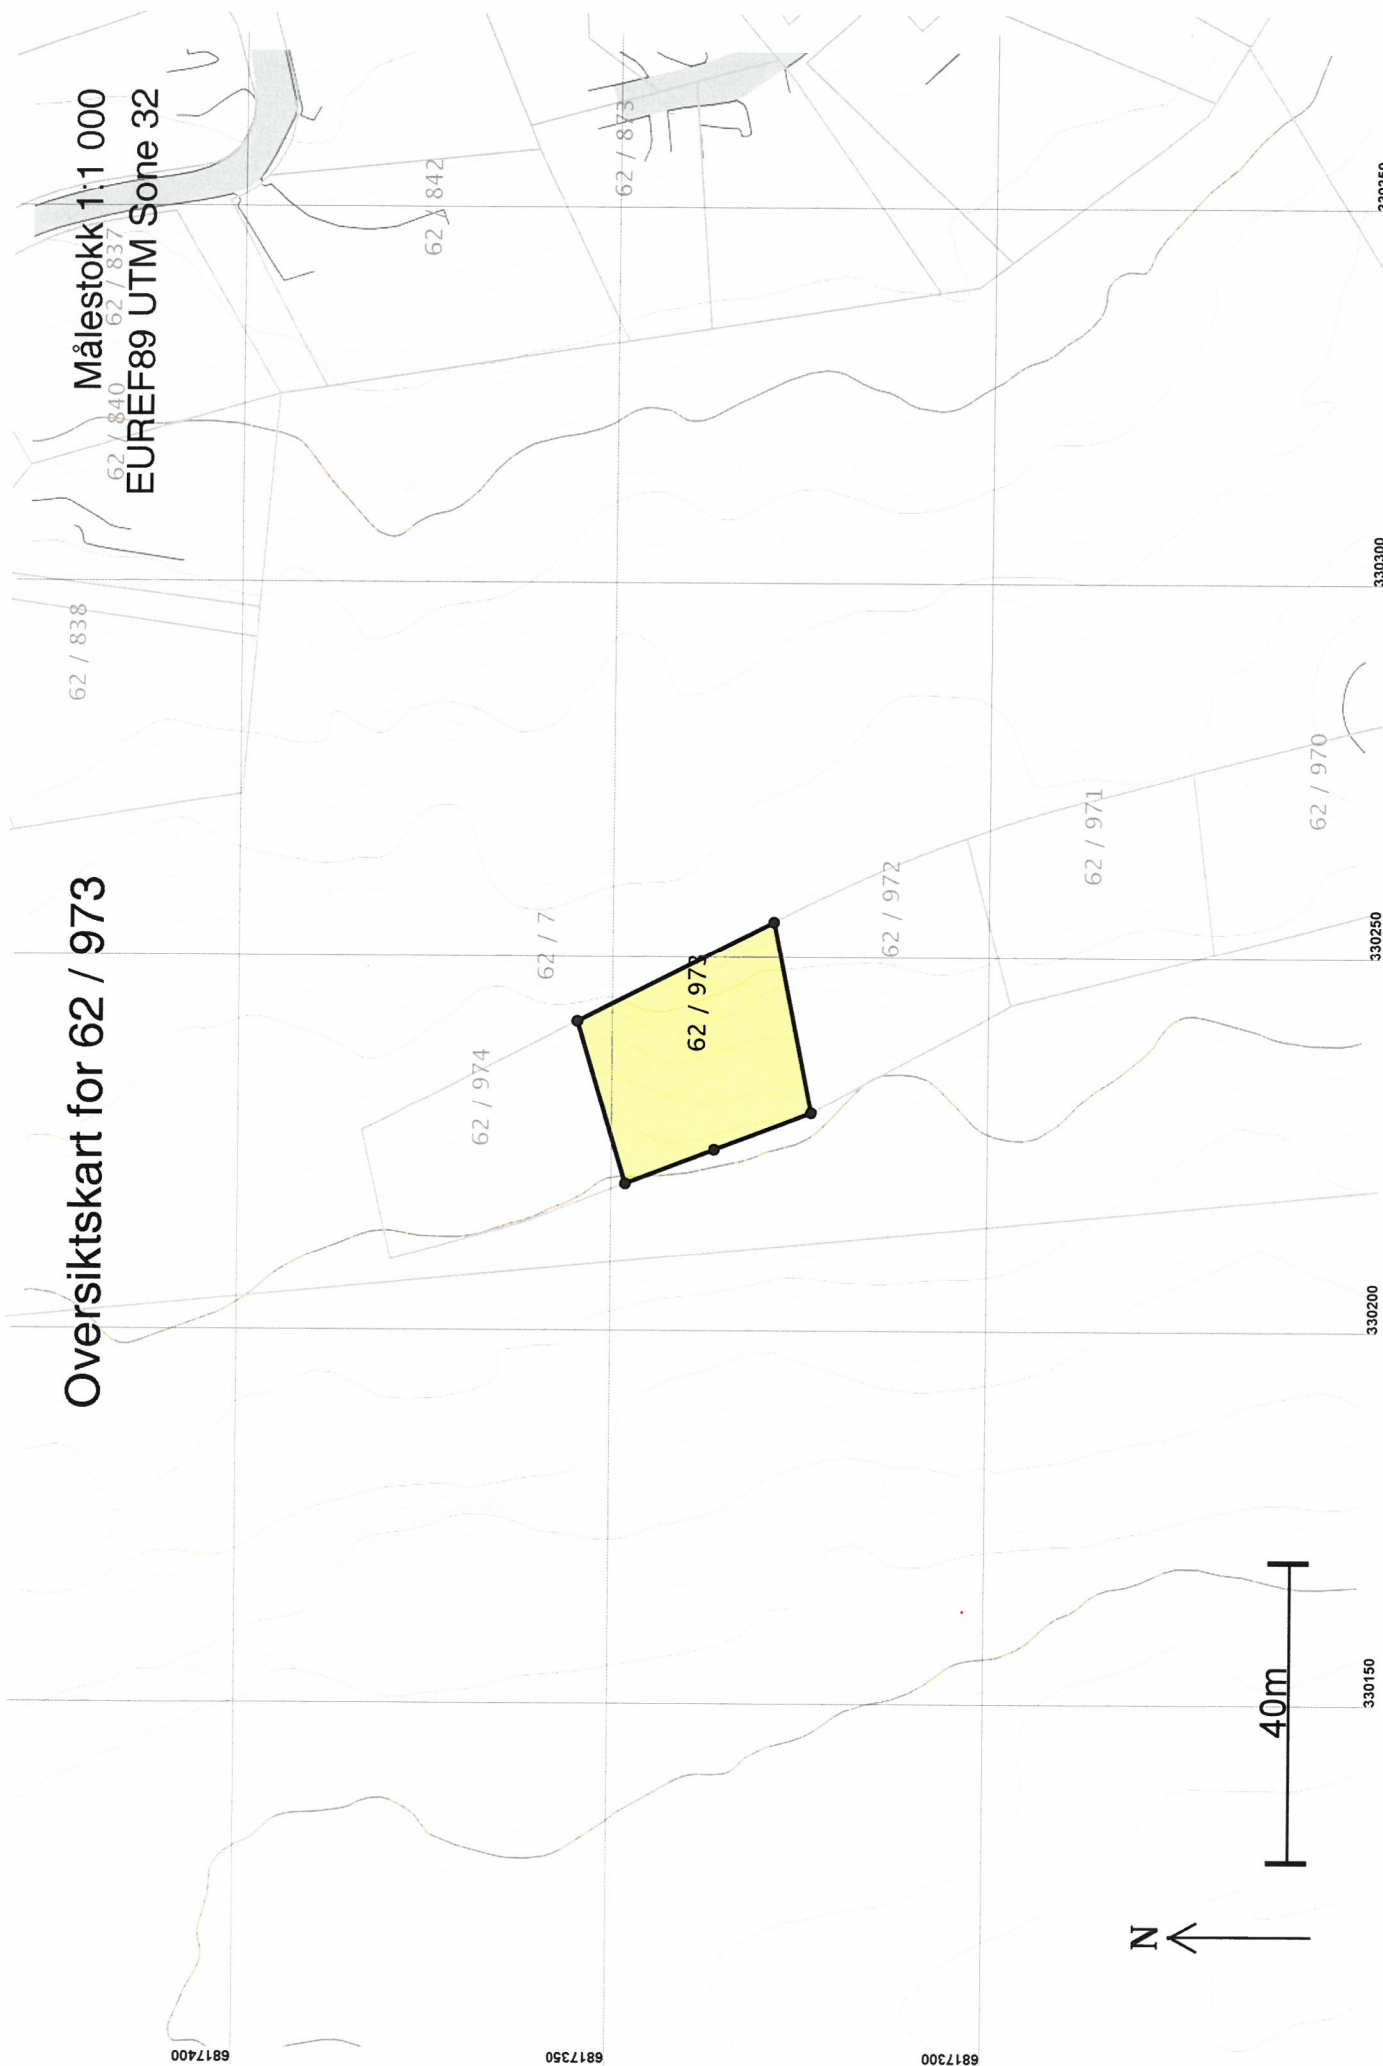 Oversiktskart for 62 / 973
Målestokk 1:1 000
EUREF89 UTM Sone 32
62 / 838
62 / 840
62 / 837
6817400
62 / 842
62 / 974
62 / 7
6817350
62 / 873
62 / 973
62 / 972
6817300
62 / 971
N
40m
62 / 970
330150
330200
330250
330300